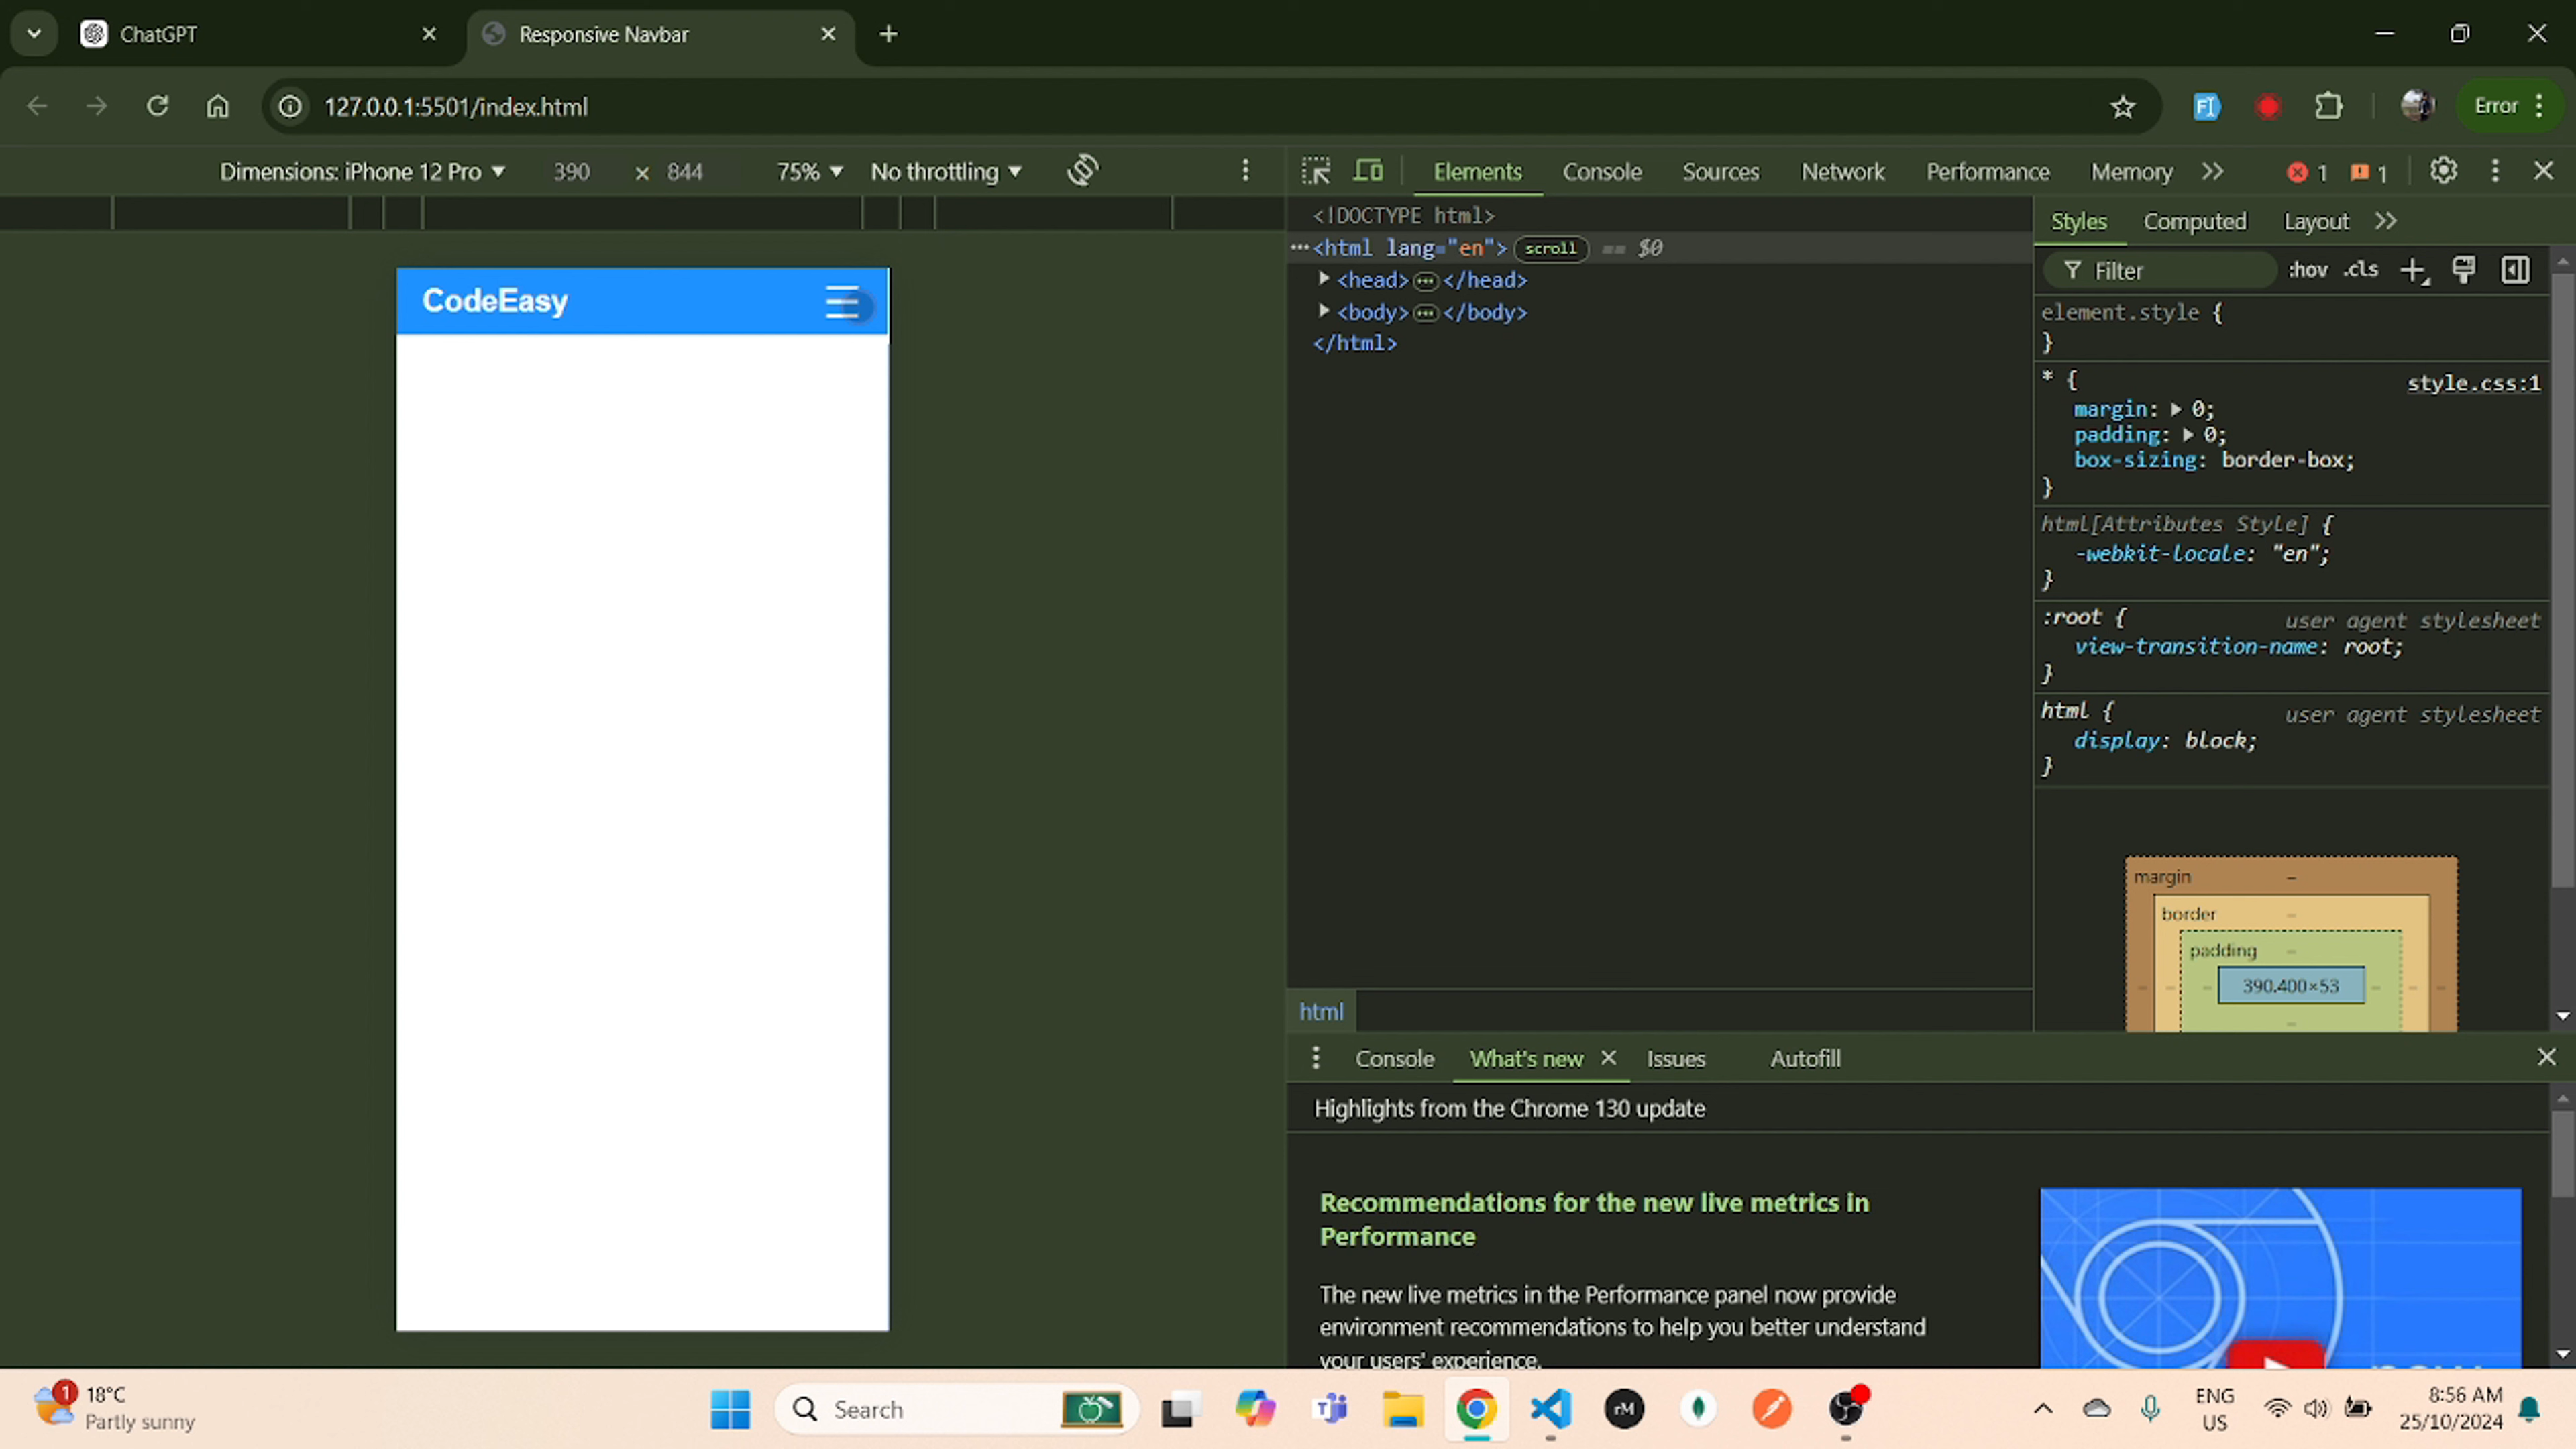 ChatGPT
Responsive Navbar
127.0.0.1:5501/index.html
Error
Dimensions: iPhone 12 Pro 390 × 844 75% No throttling
Elements Console Sources Network Performance Memory 1 1
CodeEasy
<!DOCTYPE html>
<html lang="en"> scroll == $0
<head> </head>
<body> </body>
</html>
html
Styles Computed Layout
Filter :hov .cls
element.style {
}
* { style.css:1
margin: 0;
padding: 0;
box-sizing: border-box;
}
html[Attributes Style] {
-webkit-locale: "en";
}
:root { user agent stylesheet
view-transition-name: root;
}
html { user agent stylesheet
display: block;
}
margin –
border –
padding –
390.400×53
Console What's new Issues Autofill
Highlights from the Chrome 130 update
Recommendations for the new live metrics in
Performance
The new live metrics in the Performance panel now provide
environment recommendations to help you better understand
your users' experience.
1
18°C
Partly sunny
Search
rM
ENG
US
8:56 AM
25/10/2024